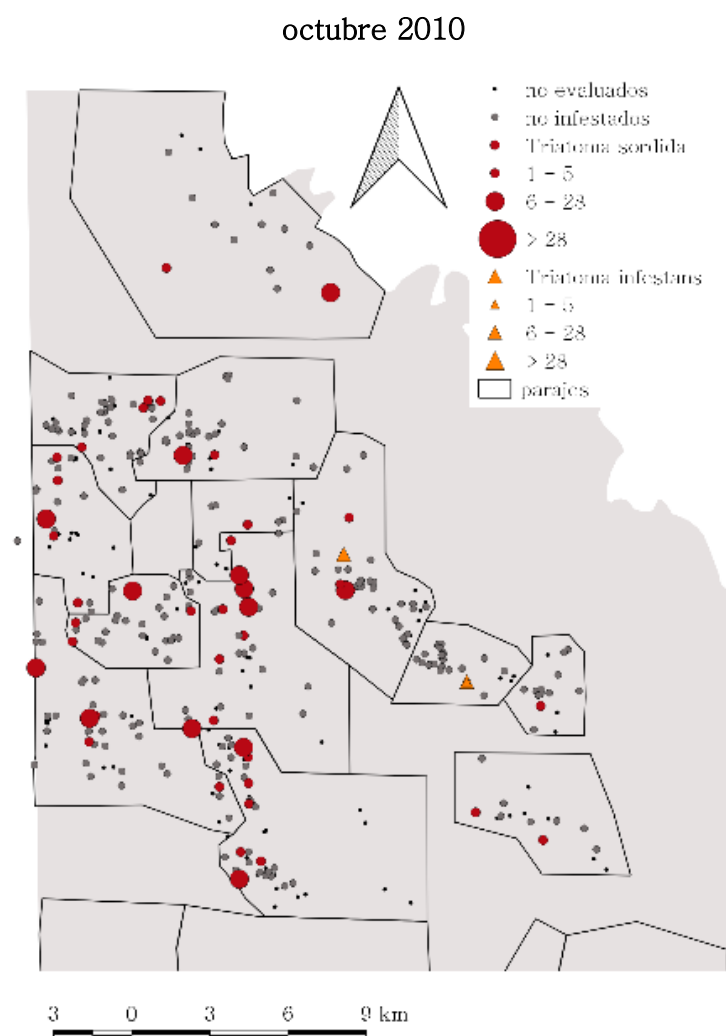 octubre 2010
no evaluados
no infestados
Triatoma sordida
1 - 5
6 - 28
> 28
Triatoma infestans
1 - 5
6 - 28
> 28
parajes
3 0 3 6 9 km